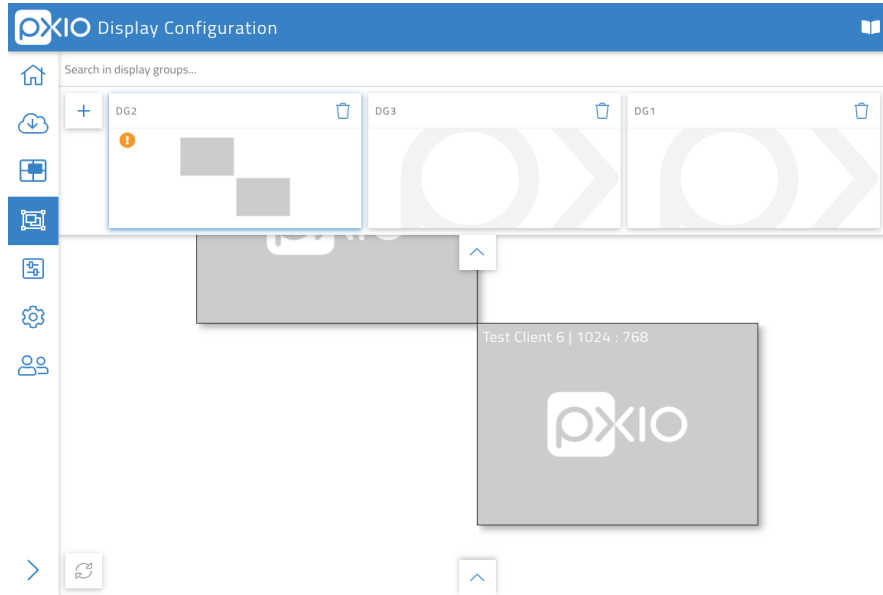 pxio Display Configuration
Search in display groups...
DG2
DG3
DG1
Test Client 6 | 1024 : 768
pxio